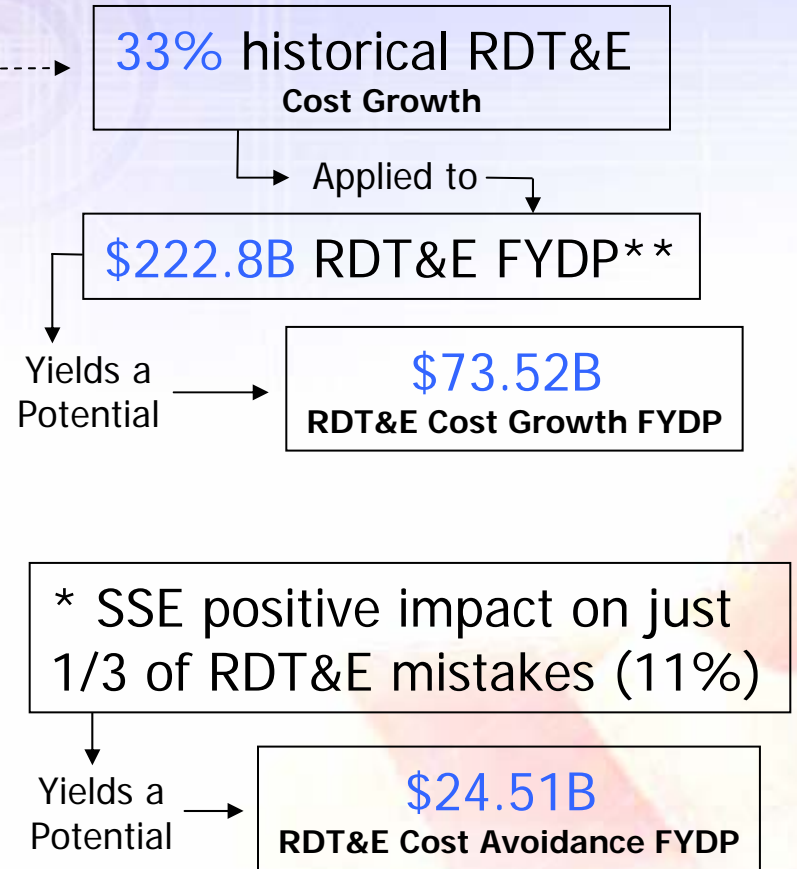 33% historical RDT&E
Cost Growth
Applied to
$222.8B RDT&E FYDP**
Yields a
Potential
$73.52B
RDT&E Cost Growth FYDP
* SSE positive impact on just
1/3 of RDT&E mistakes (11%)
Yields a
Potential
$24.51B
RDT&E Cost Avoidance FYDP